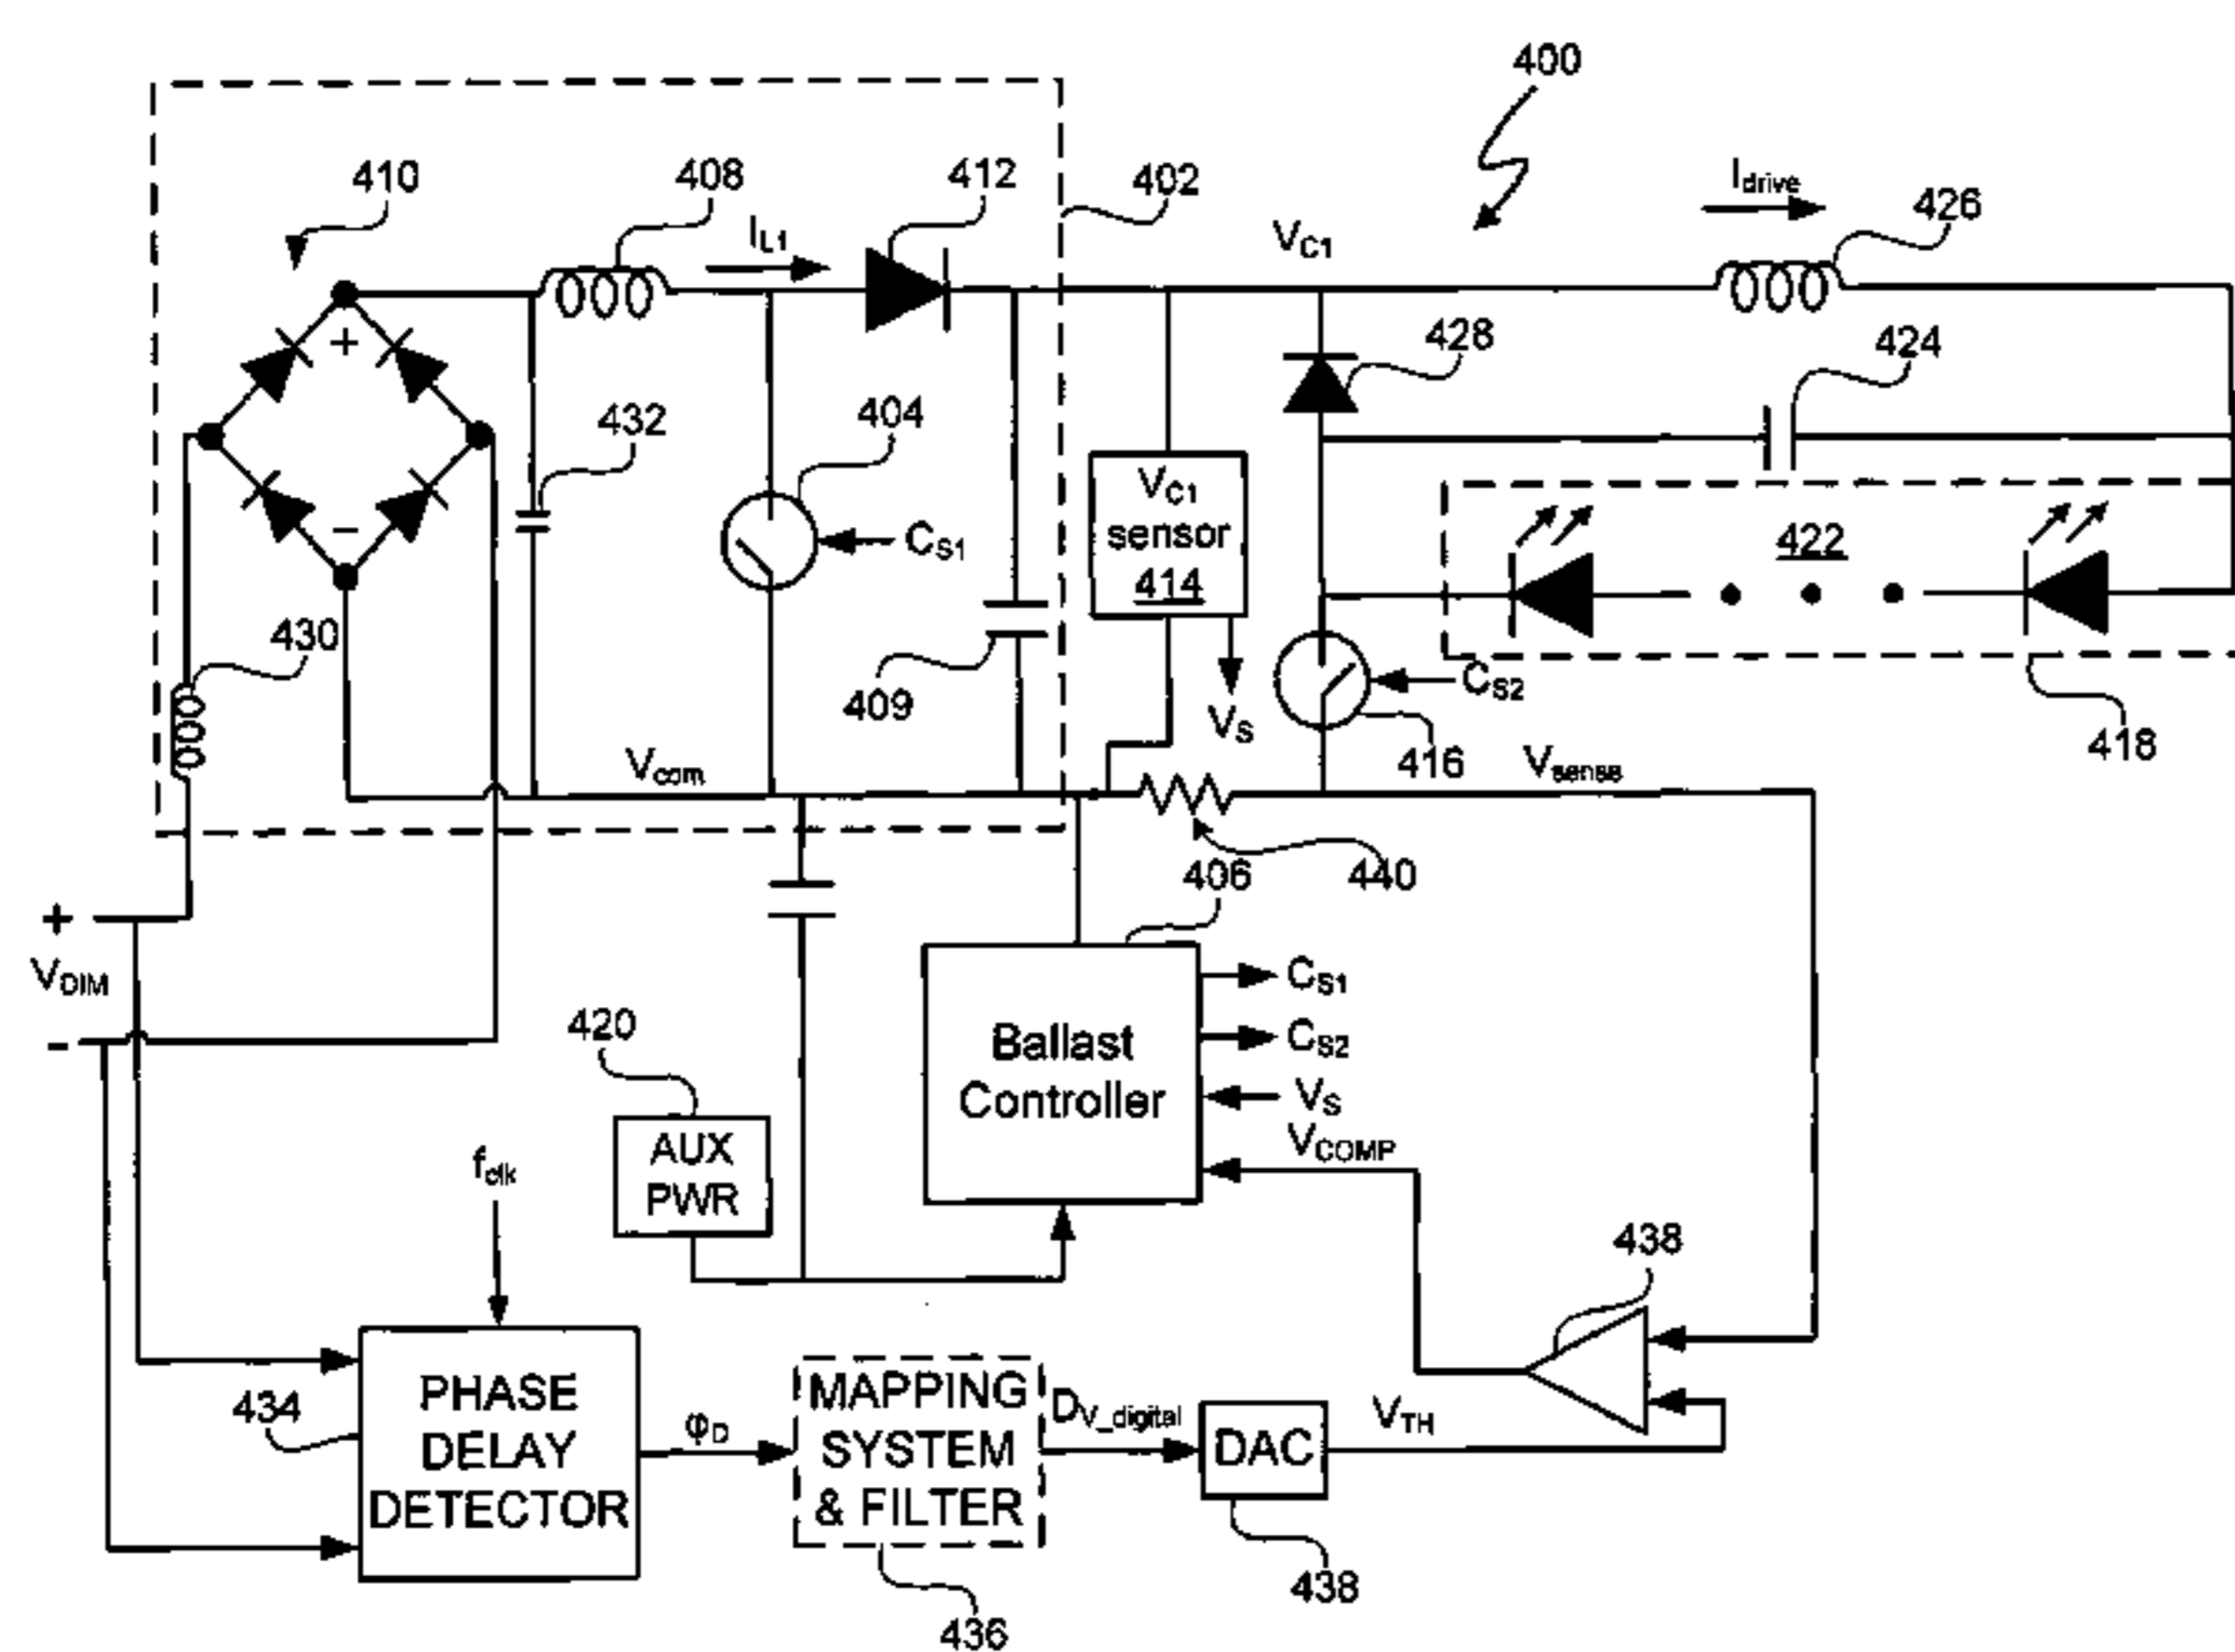 400
410
408
412
402
I_L1
V_C1
I_drive
426
428
424
+
432
404
V_C1
sensor
414
C_S1
422
−
430
409
V_S
C_S2
416
418
V_com
V_sense
406
440
+
V_DIM
-
420
Ballast
Controller
C_S1
C_S2
V_S
V_COMP
AUX
PWR
f_clk
438
434
PHASE
DELAY
DETECTOR
φ_D
MAPPING
SYSTEM
& FILTER
D_V_digital
DAC
V_TH
438
436